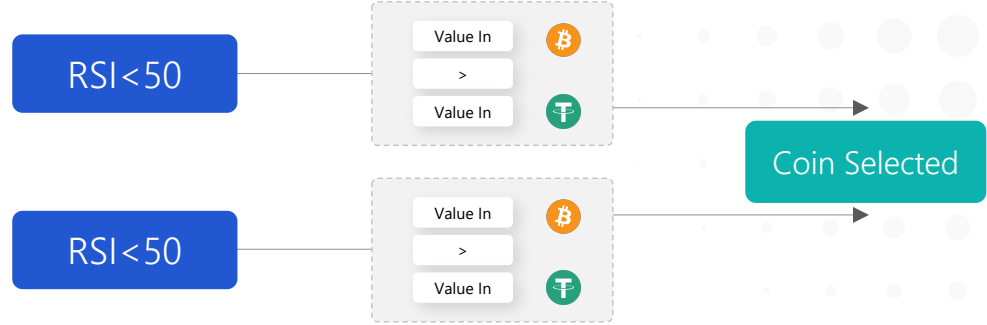 RSI<50
Value In
>
Value In
Coin Selected
RSI<50
Value In
>
Value In